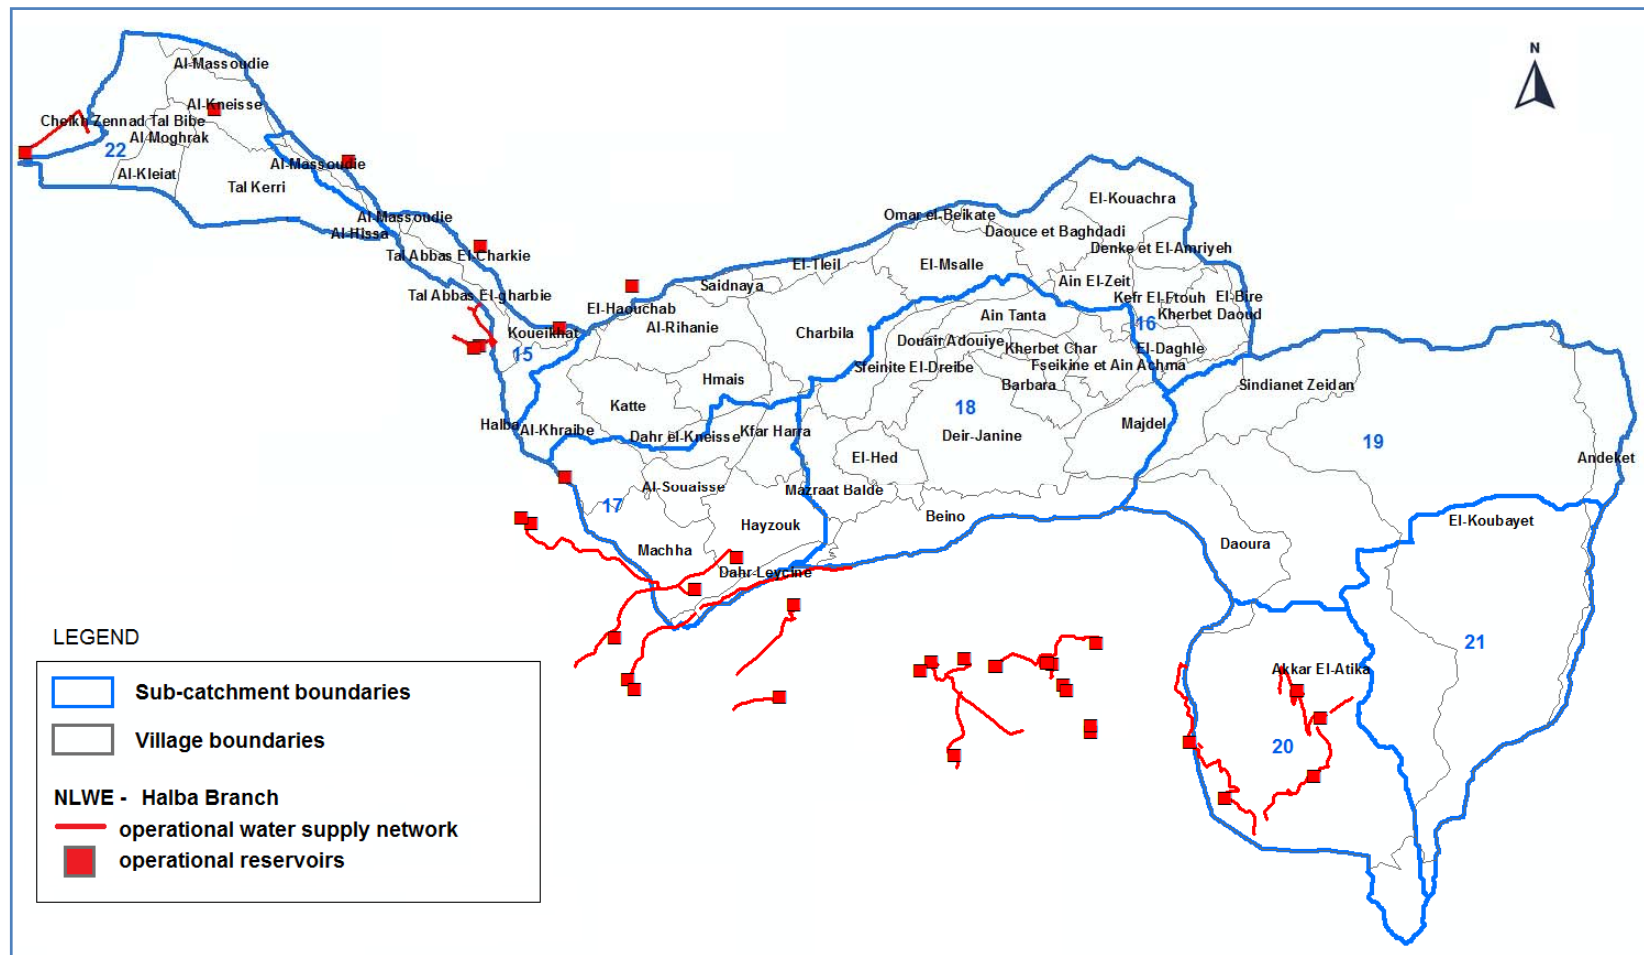 N
Al-Massoudie
Al-Kneisse
Cheikh Zennad Tal Bibe
Al-Moghrak
22
Al-Kleiat
Tal Kerri
Al-Massoudie
Al-Massoudie
Al-Hissa
Tal Abbas El-Charkie
Tal Abbas El-gharbie
Koueikhat
15
El-Haouchab
Saidnaya
El-Tleil
Al-Rihanie
Charbila
Omar el-Beikate
El-Kouachra
Daouce et Baghdadi
Denke et El-Amriyeh
El-Msalle
Ain El-Zeit
Kefr El-Ftouh
El-Bire
Kherbet Daoud
16
El-Daghle
Ain Tanta
Douair Adouiye
Kherbet Char
Sfeinite El-Dreibe
Fseikine et Ain Achma
Barbara
18
Deir-Janine
Majdel
Hmais
Katte
Halba
Al-Khraibe
Dahr el-Kneisse
Kfar Harra
El-Hed
Al-Souaisse
Mazraat Balde
17
Hayzouk
Beino
Machha
Dahr-Leycine
Sindianet Zeidan
19
Andeket
El-Koubayet
Daoura
21
Akkar El-Atika
20
LEGEND
Sub-catchment boundaries
Village boundaries
NLWE - Halba Branch
operational water supply network
operational reservoirs